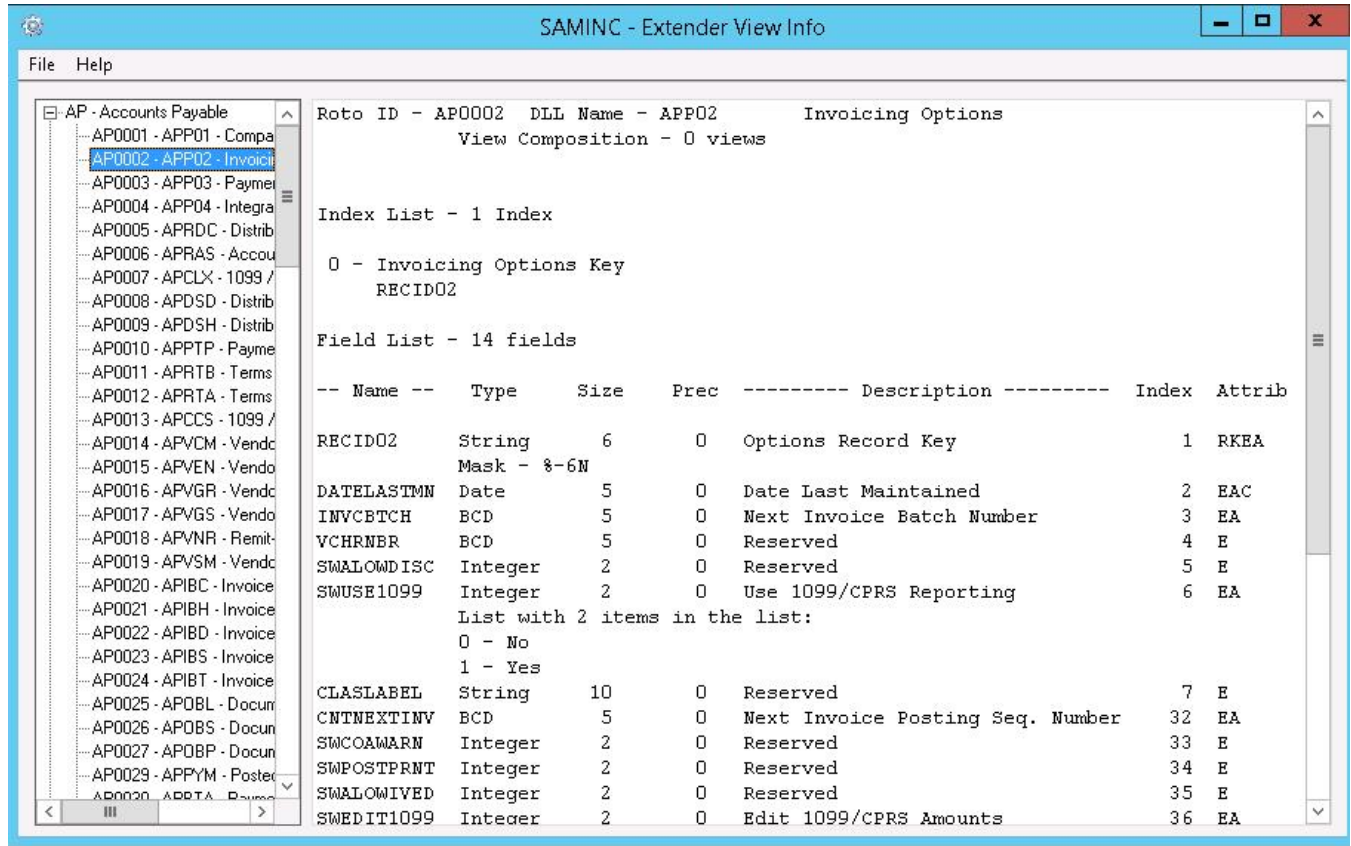 SAMINC - Extender View Info
File Help
AP - Accounts Payable
AP0001 - APP01 - Compa
AP0002 - APP02 - Invoici
AP0003 - APP03 - Paymer
AP0004 - APP04 - Integra
AP0005 - APRDC - Distrib
AP0006 - APRAS - Accou
AP0007 - APCLX - 1099 /
AP0008 - APDSD - Distrib
AP0009 - APDSH - Distrib
AP0010 - APPTP - Payme
AP0011 - APRTB - Terms
AP0012 - APRTA - Terms
AP0013 - APCCS - 1099 /
AP0014 - APVCM - Vendo
AP0015 - APVEN - Vendo
AP0016 - APVGR - Vendo
AP0017 - APVGS - Vendo
AP0018 - APVNR - Remit-
AP0019 - APVSM - Vendo
AP0020 - APIBC - Invoice
AP0021 - APIBH - Invoice
AP0022 - APIBD - Invoice
AP0023 - APIBS - Invoice
AP0024 - APIBT - Invoice
AP0025 - APOBL - Docum
AP0026 - APOBS - Docun
AP0027 - APOBP - Docun
AP0029 - APPYM - Posted
AP0030 - APRTA - Payme
Roto ID - AP0002 DLL Name - APP02 Invoicing Options
View Composition - 0 views
Index List - 1 Index
0 - Invoicing Options Key
RECID02
Field List - 14 fields
-- Name -- Type Size Prec --------- Description --------- Index Attrib
RECID02 String 6 0 Options Record Key 1 RKEA
Mask - %-6N
DATELASTMN Date 5 0 Date Last Maintained 2 EAC
INVCBTCH BCD 5 0 Next Invoice Batch Number 3 EA
VCHRNBR BCD 5 0 Reserved 4 E
SWALOWDISC Integer 2 0 Reserved 5 E
SWUSE1099 Integer 2 0 Use 1099/CPRS Reporting 6 EA
List with 2 items in the list:
0 - No
1 - Yes
CLASLABEL String 10 0 Reserved 7 E
CNTNEXTINV BCD 5 0 Next Invoice Posting Seq. Number 32 EA
SWCOAWARN Integer 2 0 Reserved 33 E
SWPOSTPRNT Integer 2 0 Reserved 34 E
SWALOWIVED Integer 2 0 Reserved 35 E
SWEDIT1099 Integer 2 0 Edit 1099/CPRS Amounts 36 EA